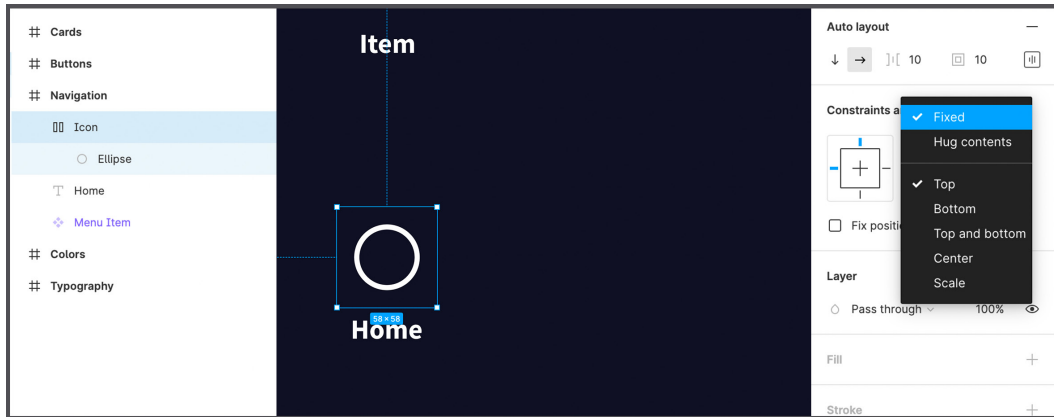 Cards
Buttons
Navigation
Icon
Ellipse
Home
Menu Item
Colors
Typography
Item
58 × 58
Home
Auto layout
10 10
Constraints a
Fix positi
Fixed
Hug contents
Top
Bottom
Top and bottom
Center
Scale
Layer
Pass through 100%
Fill
Stroke